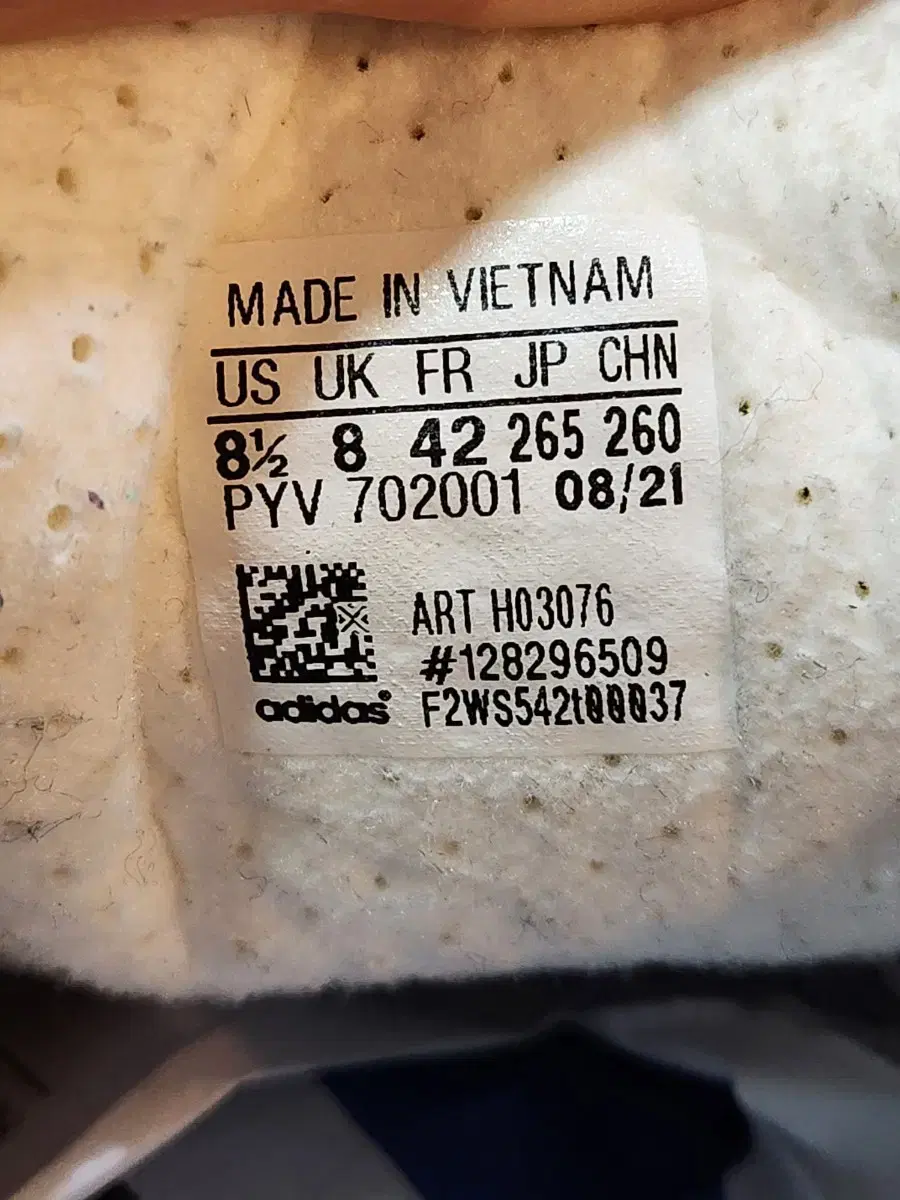 MADE IN VIETNAM
US UK FR JP CHN
8½ 8 42 265 260
PYV 702001 08/21
ART H03076
#128296509
adidas® F2WS542t00037